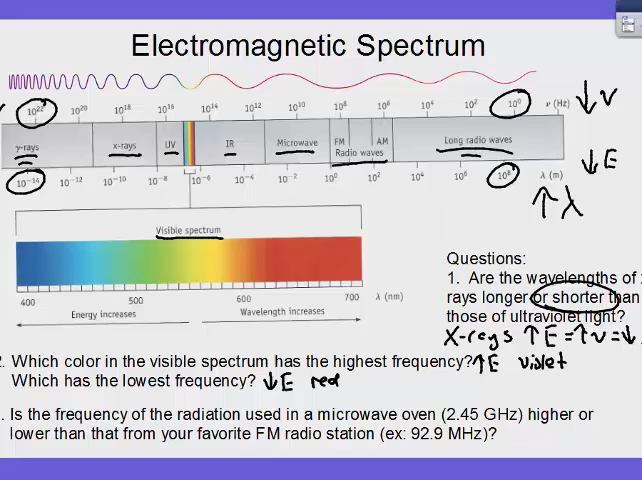 Electromagnetic Spectrum
10²² 10²⁰ 10¹⁸ 10¹⁶ 10¹⁴ 10¹² 10¹⁰ 10⁸ 10⁶ 10⁴ 10² 10⁰ ν (Hz)
↓ν
γ-rays x-rays UV IR Microwave FM AM Long radio waves
Radio waves
↓E
10⁻¹⁴ 10⁻¹² 10⁻¹⁰ 10⁻⁸ 10⁻⁶ 10⁻⁴ 10⁻² 10⁰ 10² 10⁴ 10⁶ 10⁸ λ (m)
↑λ
Visible spectrum
400 500 600 700 λ (nm)
Energy increases Wavelength increases
Questions:
1. Are the wavelengths of
rays longer or shorter than
those of ultraviolet light?
X-rays ↑E=↑ν=↓
2. Which color in the visible spectrum has the highest frequency? ↑E violet
Which has the lowest frequency? ↓E red
. Is the frequency of the radiation used in a microwave oven (2.45 GHz) higher or
lower than that from your favorite FM radio station (ex: 92.9 MHz)?